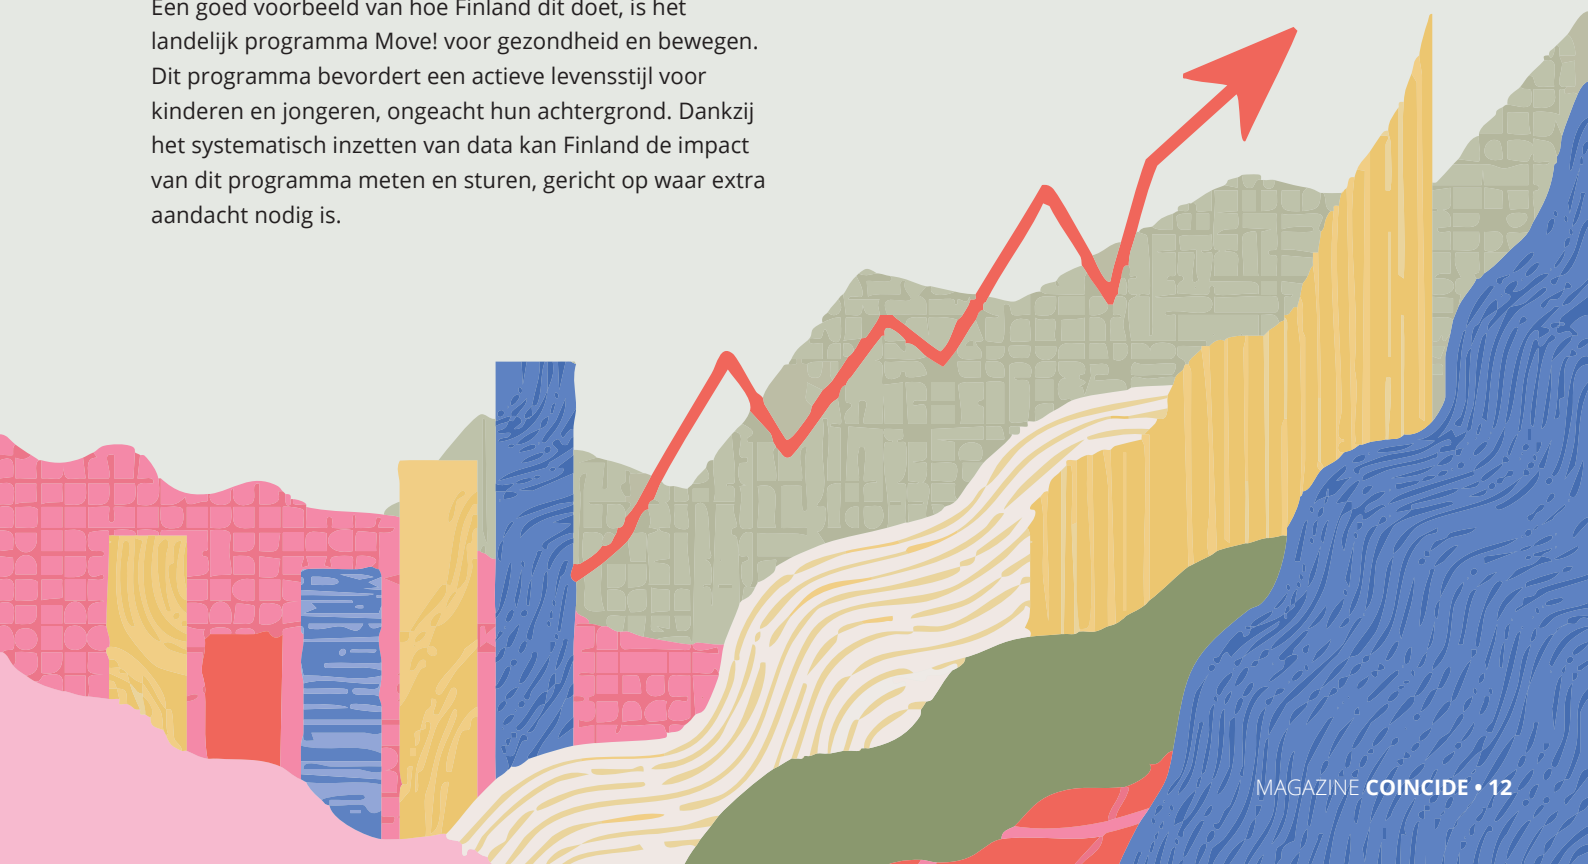 Een goed voorbeeld van hoe Finland dit doet, is het
landelijk programma Move! voor gezondheid en bewegen.
Dit programma bevordert een actieve levensstijl voor
kinderen en jongeren, ongeacht hun achtergrond. Dankzij
het systematisch inzetten van data kan Finland de impact
van dit programma meten en sturen, gericht op waar extra
aandacht nodig is.
MAGAZINE COINCIDE • 12